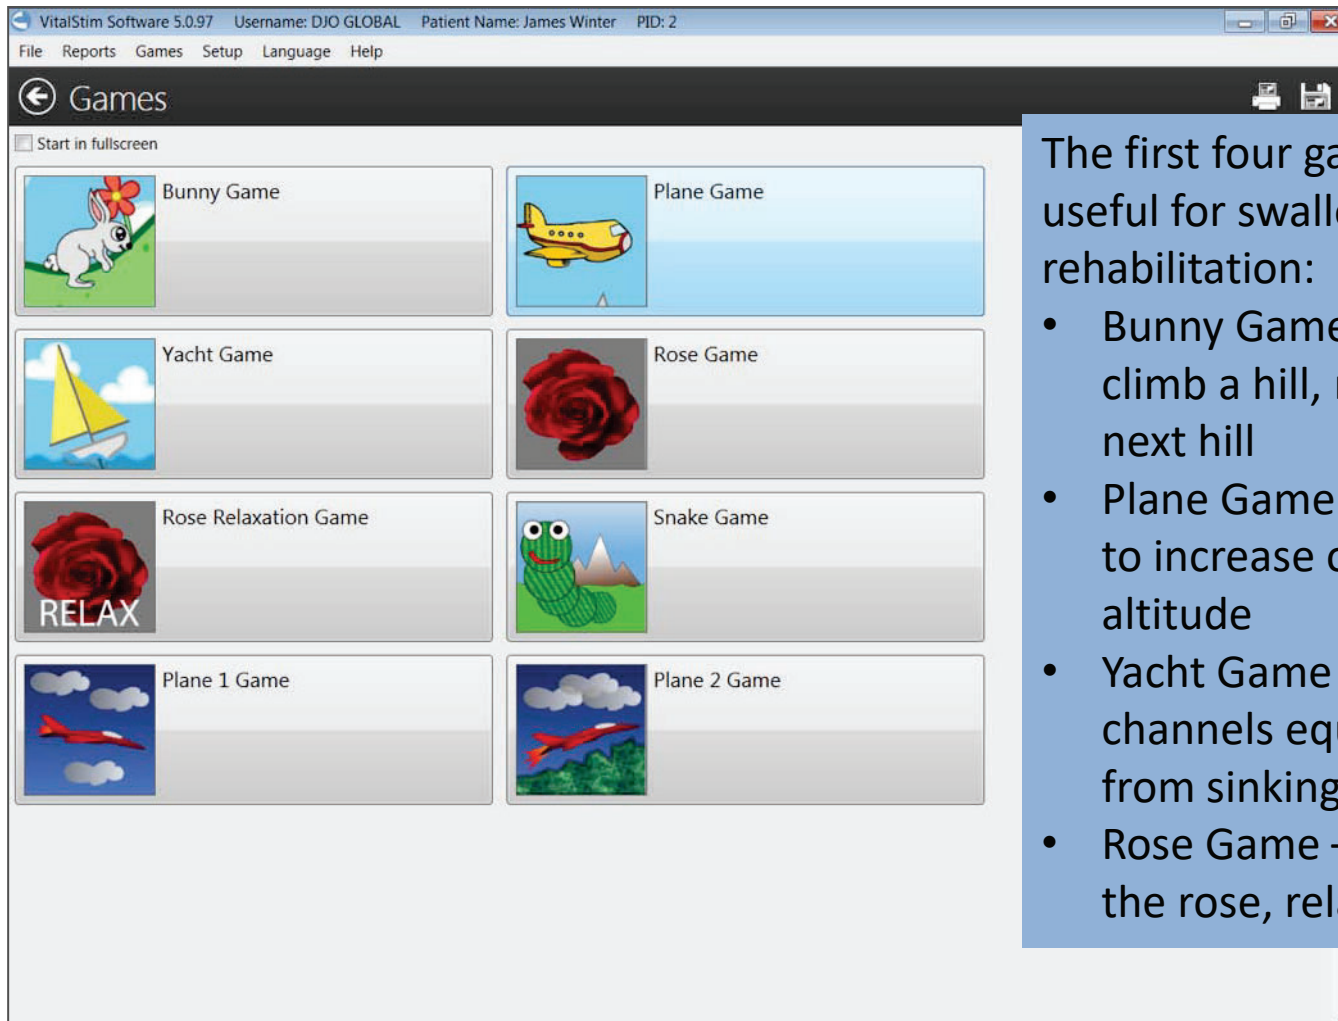 VitalStim Software 5.0.97 Username: DJO GLOBAL Patient Name: James Winter PID: 2
File Reports Games Setup Language Help
Games
Start in fullscreen
Bunny Game
Plane Game
Yacht Game
Rose Game
Rose Relaxation Game
RELAX
Snake Game
Plane 1 Game
Plane 2 Game
The first four
useful for
rehabilitation:
• Bunny Game
climb a hill,
next hill
• Plane Game
to increase
altitude
• Yacht Game
channels
from sinking
• Rose Game -
the rose,